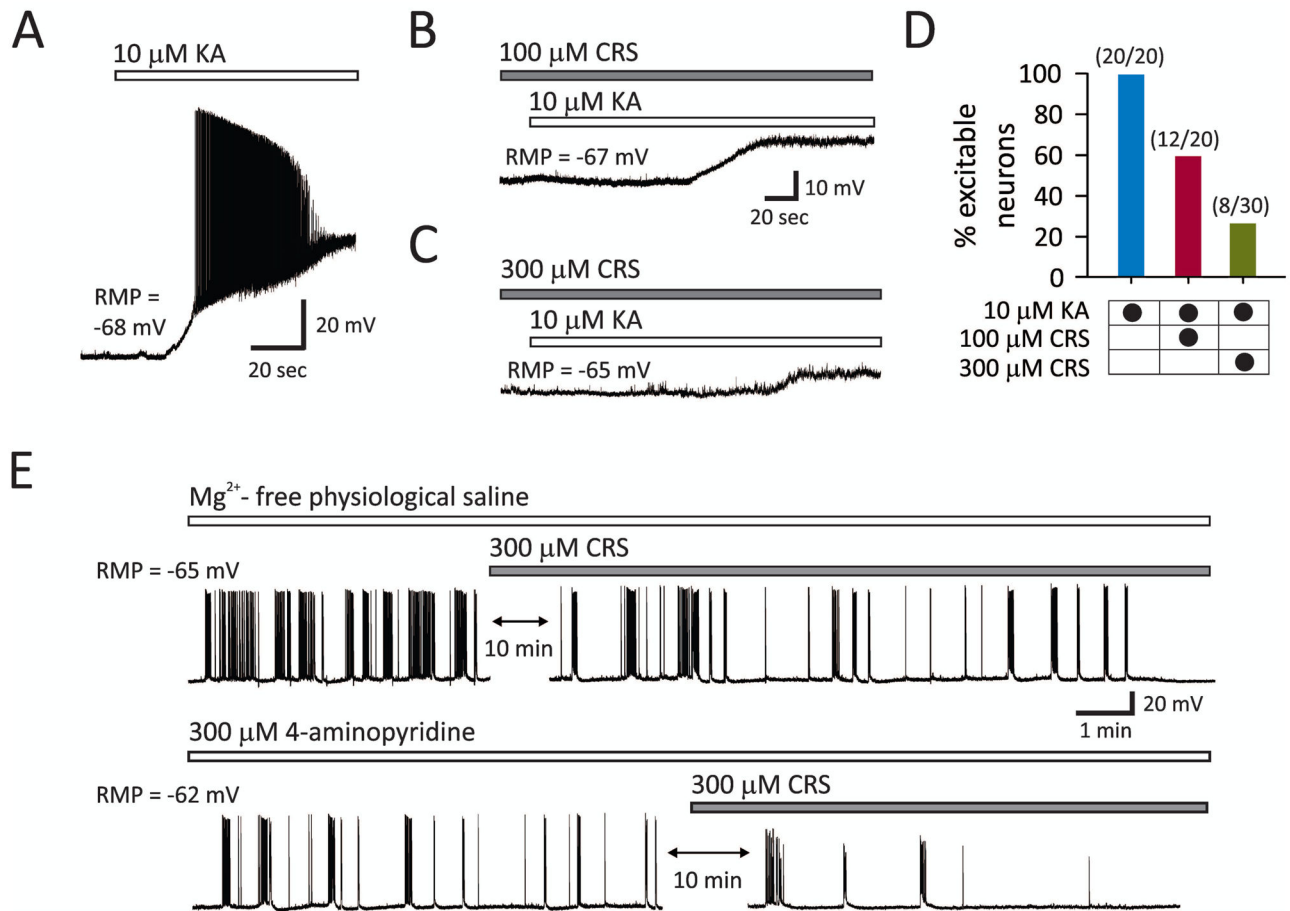 A
10 μM KA
RMP =
-68 mV
20 mV
20 sec
B
100 μM CRS
10 μM KA
RMP = -67 mV
10 mV
20 sec
C
300 μM CRS
10 μM KA
RMP = -65 mV
D
% excitable
neurons
100
80
60
40
20
0
(20/20)
(12/20)
(8/30)
10 μM KA
100 μM CRS
300 μM CRS
E
Mg²⁺- free physiological saline
300 μM CRS
RMP = -65 mV
10 min
20 mV
1 min
300 μM 4-aminopyridine
300 μM CRS
RMP = -62 mV
10 min